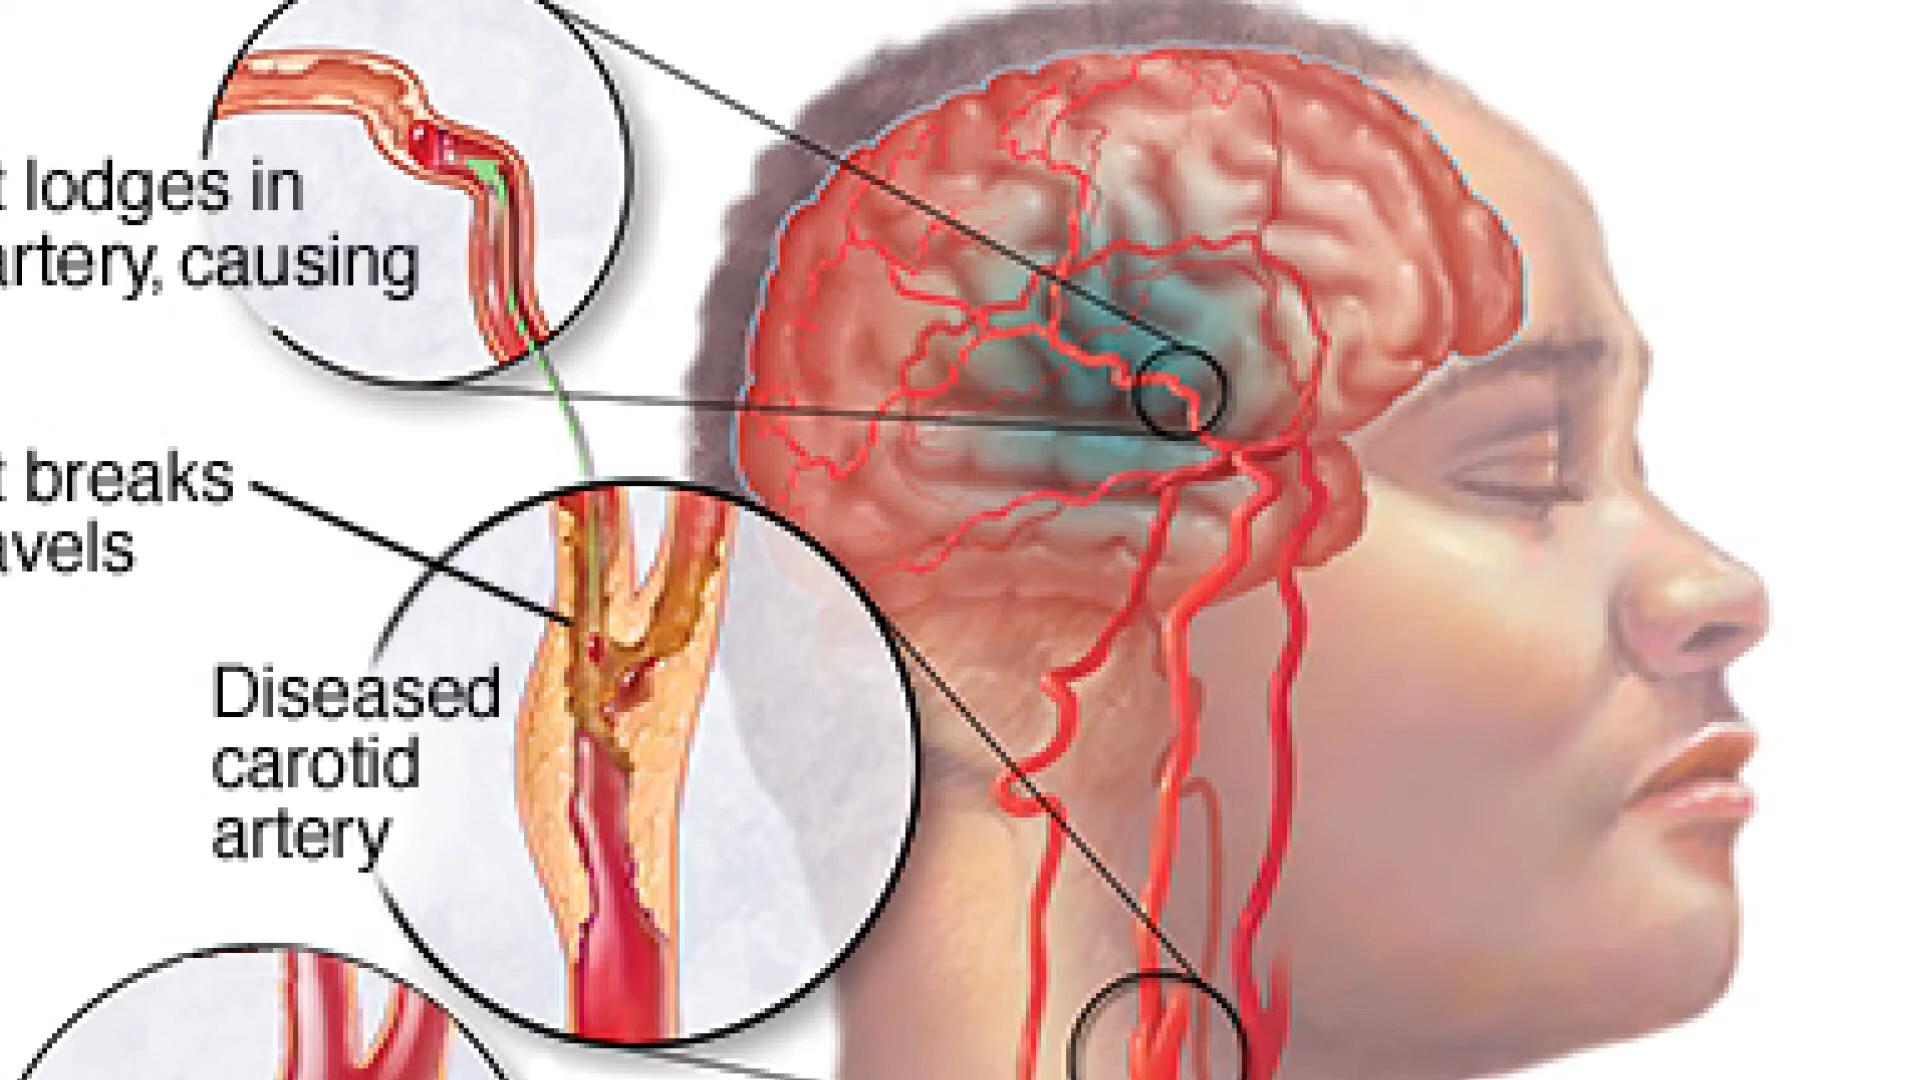 t lodges in
artery, causing
t breaks
avels
Diseased
carotid
artery